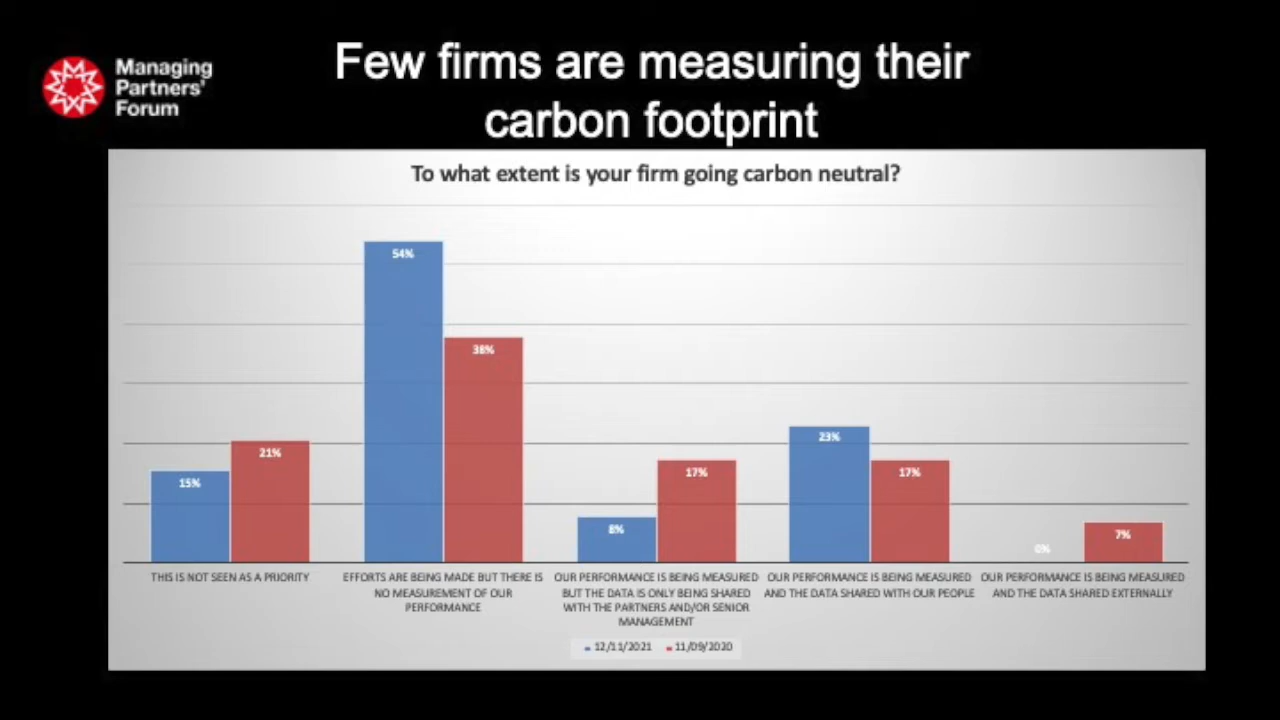 Managing
Partners'
Forum
Few firms are measuring their
carbon footprint
To what extent is your firm going carbon neutral?
54%
38%
15%
21%
8%
17%
23%
17%
0%
7%
THIS IS NOT SEEN AS A PRIORITY
EFFORTS ARE BEING MADE BUT THERE IS
NO MEASUREMENT OF OUR
PERFORMANCE
OUR PERFORMANCE IS BEING MEASURED
BUT THE DATA IS ONLY BEING SHARED
WITH THE PARTNERS AND/OR SENIOR
MANAGEMENT
OUR PERFORMANCE IS BEING MEASURED
AND THE DATA SHARED WITH OUR PEOPLE
OUR PERFORMANCE IS BEING MEASURED
AND THE DATA SHARED EXTERNALLY
12/11/2021
11/09/2020